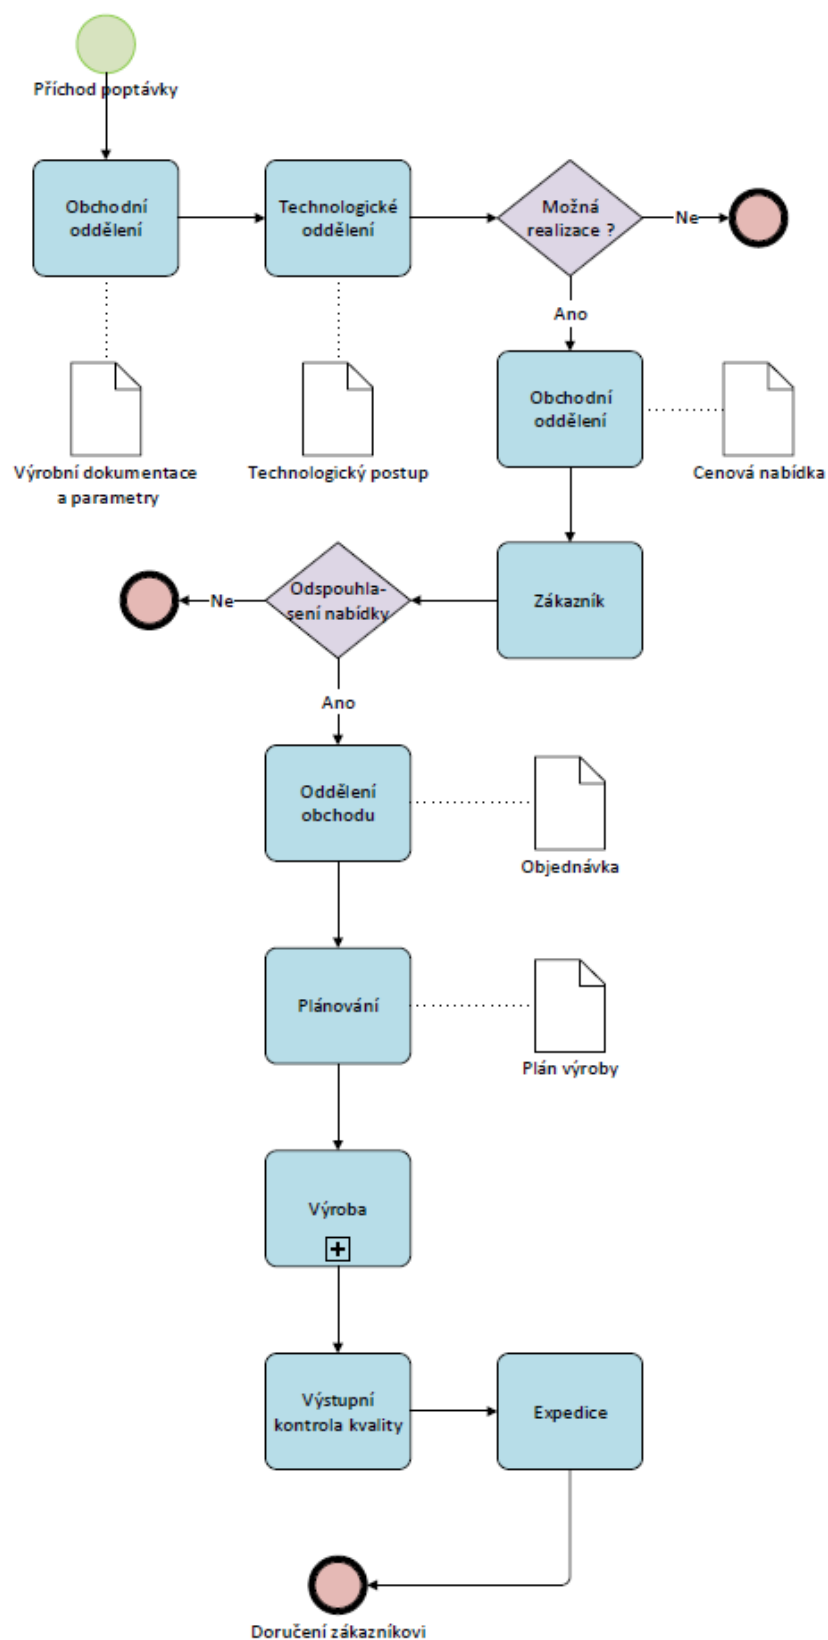 Příchod poptávky
Obchodní
oddělení
Technologické
oddělení
Možná
realizace ?
Ne
Ano
Výrobní dokumentace
a parametry
Technologický postup
Obchodní
oddělení
Cenová nabídka
Zákazník
Odspouhla-
sení nabídky
Ne
Ano
Oddělení
obchodu
Objednávka
Plánování
Plán výroby
Výroba
Výstupní
kontrola kvality
Expedice
Doručení zákazníkovi